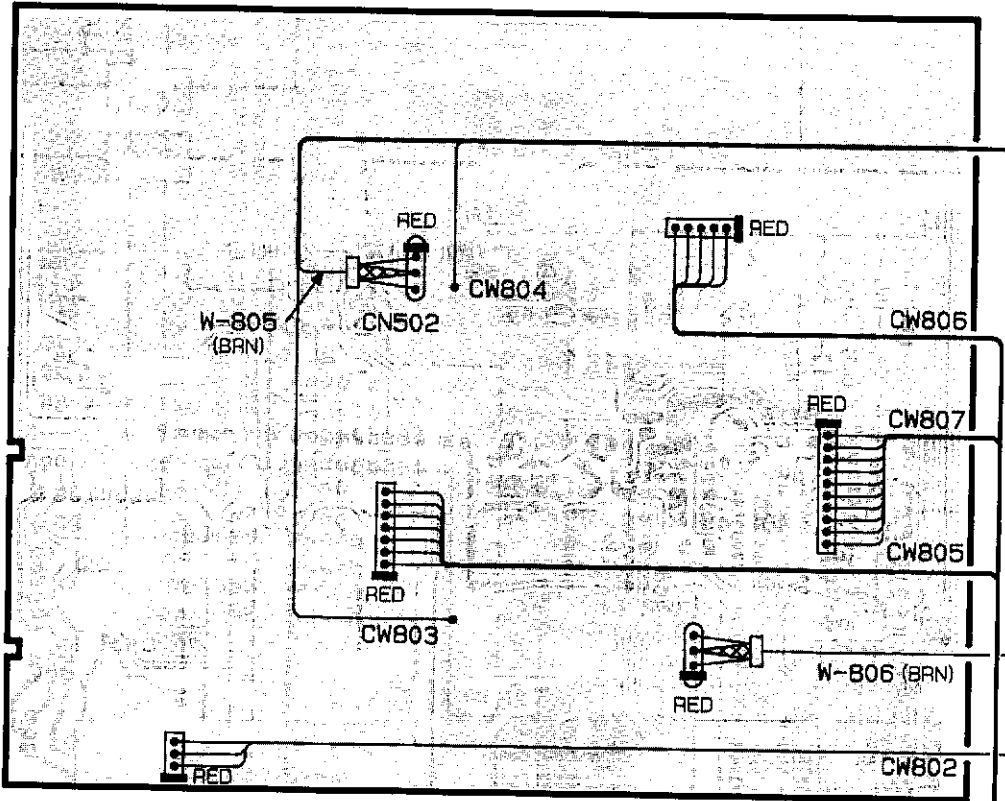 RED
RED
CW804
W-805
(BRN)
CN502
CW806
RED
CW807
CW805
RED
CW803
W-806 (BRN)
RED
RED
CW802